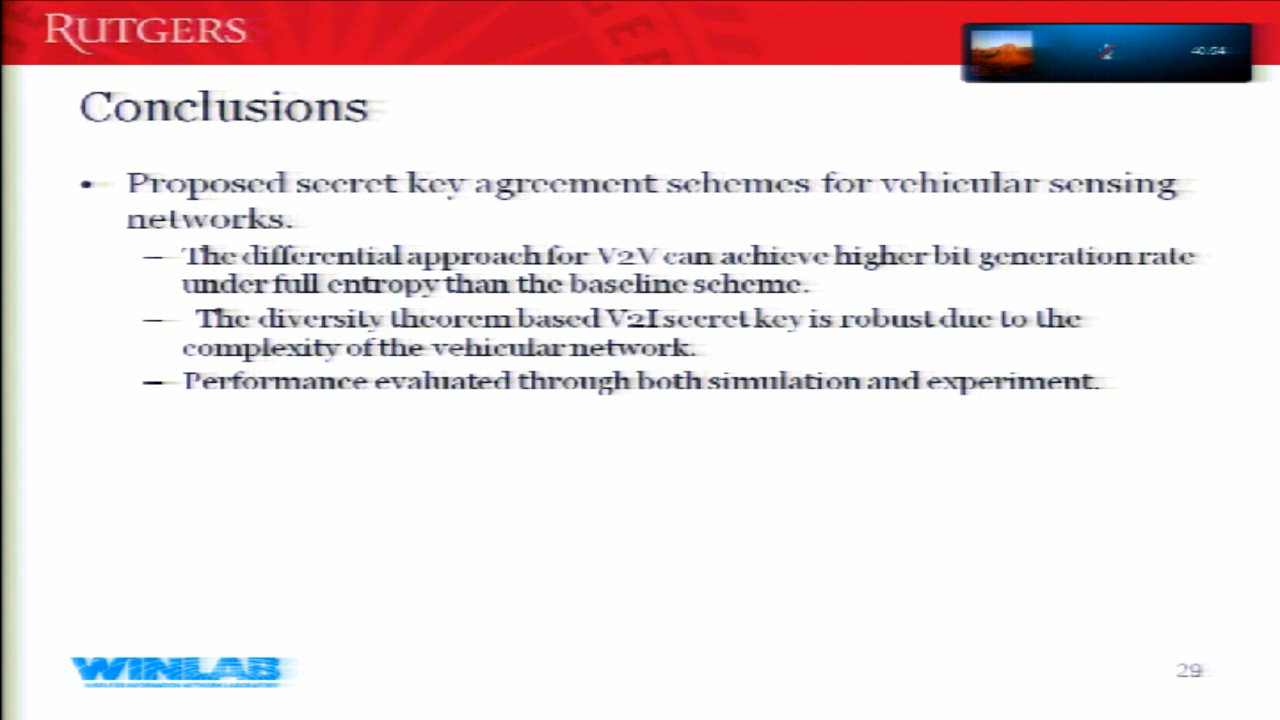 RUTGERS
40:54
Conclusions
• Proposed secret key agreement schemes for vehicular sensing
networks.
– The differential approach for V2V can achieve higher bit generation rate
under full entropy than the baseline scheme.
– The diversity theorem based V2I secret key is robust due to the
complexity of the vehicular network.
– Performance evaluated through both simulation and experiment.
WINLAB
29